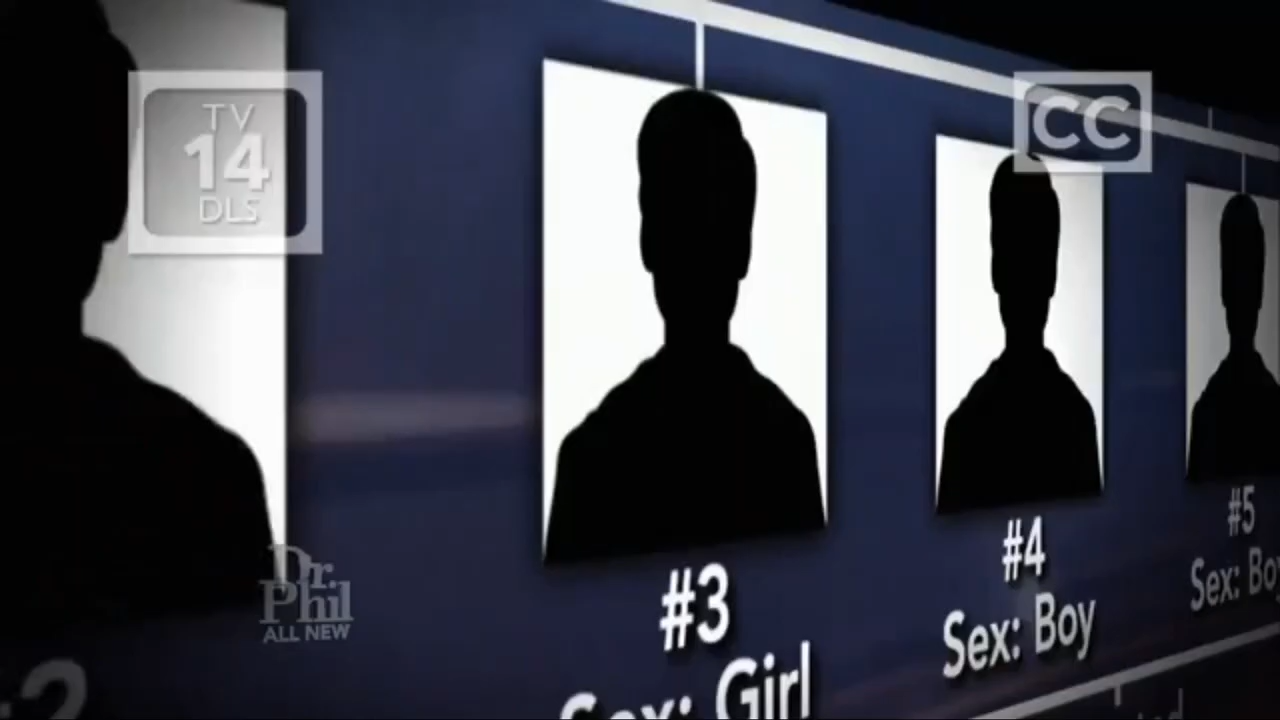 TV
14
DLS
CC
#3
Sex: Girl
#4
Sex: Boy
#5
Sex: Boy
Dr.
Phil
ALL NEW